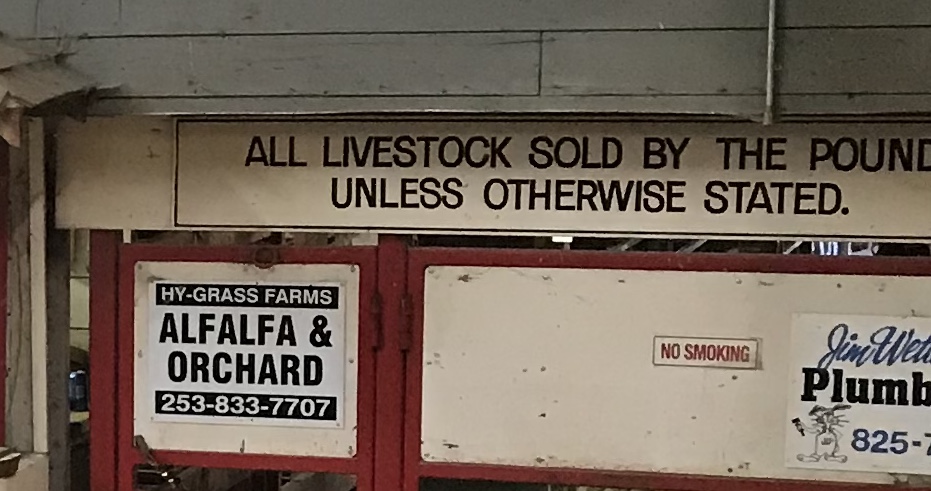 ALL LIVESTOCK SOLD BY THE POUND
UNLESS OTHERWISE STATED.
HY-GRASS FARMS
ALFALFA &
ORCHARD
253-833-7707
NO SMOKING
Jim